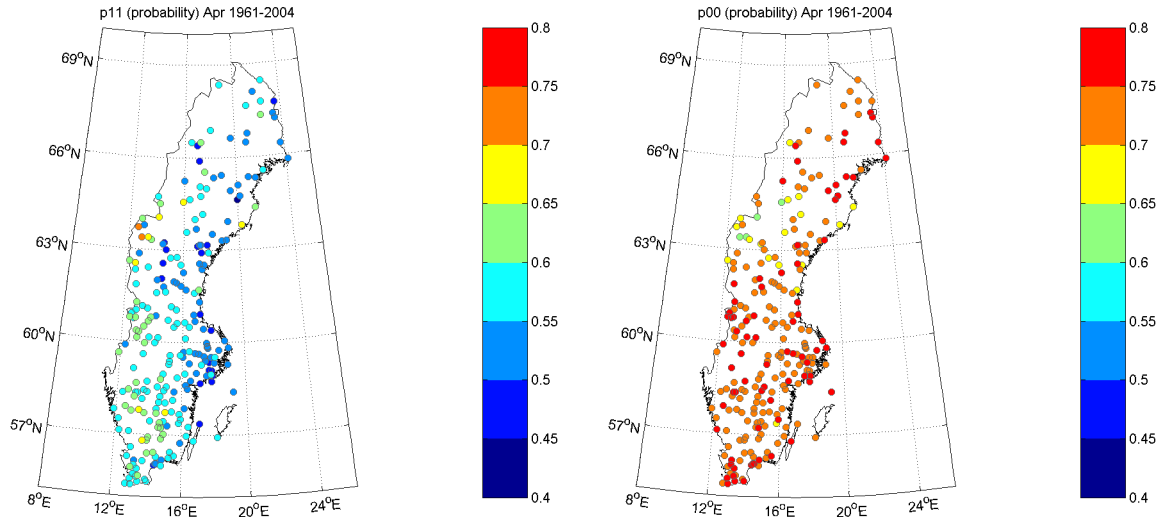 p11 (probability) Apr 1961-2004
69°N
66°N
63°N
60°N
57°N
8°E
12°E
16°E
20°E
24°E
0.8
0.75
0.7
0.65
0.6
0.55
0.5
0.45
0.4
p00 (probability) Apr 1961-2004
69°N
66°N
63°N
60°N
57°N
8°E
12°E
16°E
20°E
24°E
0.8
0.75
0.7
0.65
0.6
0.55
0.5
0.45
0.4